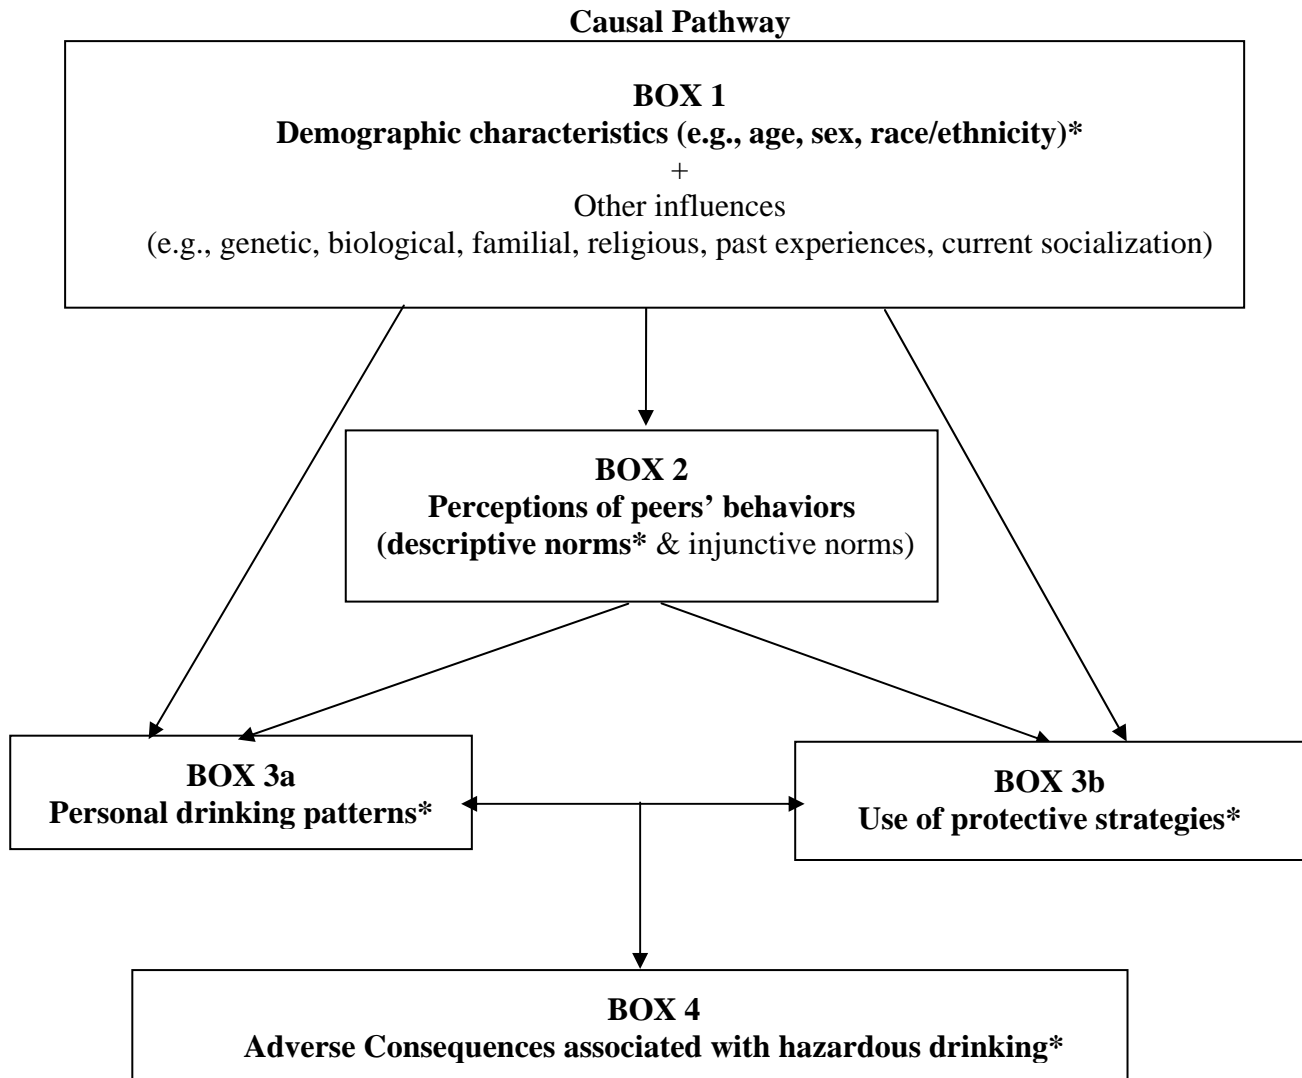 Causal Pathway
BOX 1
Demographic characteristics (e.g., age, sex, race/ethnicity)*
+
Other influences
(e.g., genetic, biological, familial, religious, past experiences, current socialization)
BOX 2
Perceptions of peers’ behaviors
(descriptive norms* & injunctive norms)
BOX 3a
Personal drinking patterns*
BOX 3b
Use of protective strategies*
BOX 4
Adverse Consequences associated with hazardous drinking*